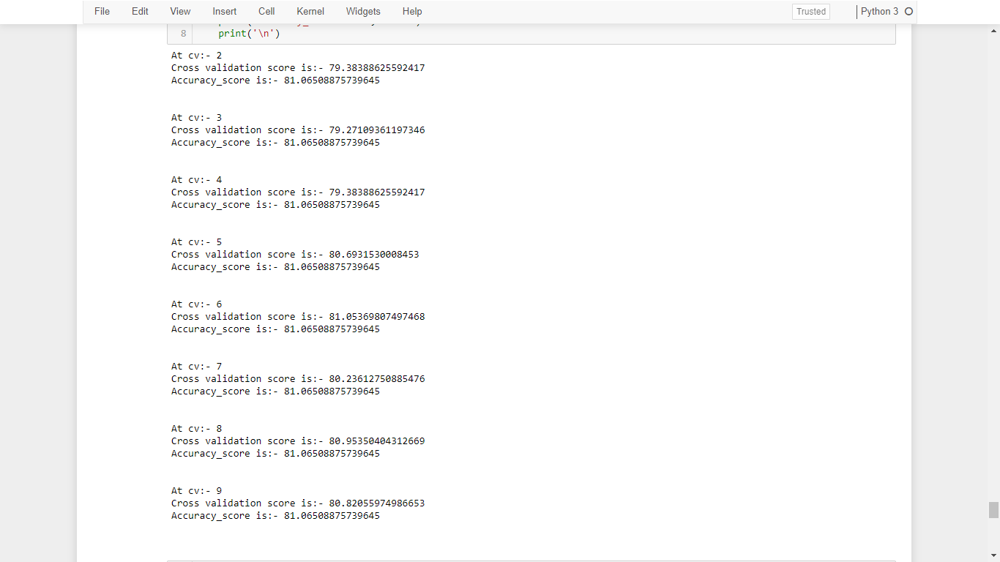 File Edit View Insert Cell Kernel Widgets Help Trusted Python 3
8 print('\n')
At cv:- 2
Cross validation score is:- 79.38388625592417
Accuracy_score is:- 81.06508875739645
At cv:- 3
Cross validation score is:- 79.27109361197346
Accuracy_score is:- 81.06508875739645
At cv:- 4
Cross validation score is:- 79.38388625592417
Accuracy_score is:- 81.06508875739645
At cv:- 5
Cross validation score is:- 80.6931530008453
Accuracy_score is:- 81.06508875739645
At cv:- 6
Cross validation score is:- 81.05369807497468
Accuracy_score is:- 81.06508875739645
At cv:- 7
Cross validation score is:- 80.23612750885476
Accuracy_score is:- 81.06508875739645
At cv:- 8
Cross validation score is:- 80.95350404312669
Accuracy_score is:- 81.06508875739645
At cv:- 9
Cross validation score is:- 80.82055974986653
Accuracy_score is:- 81.06508875739645